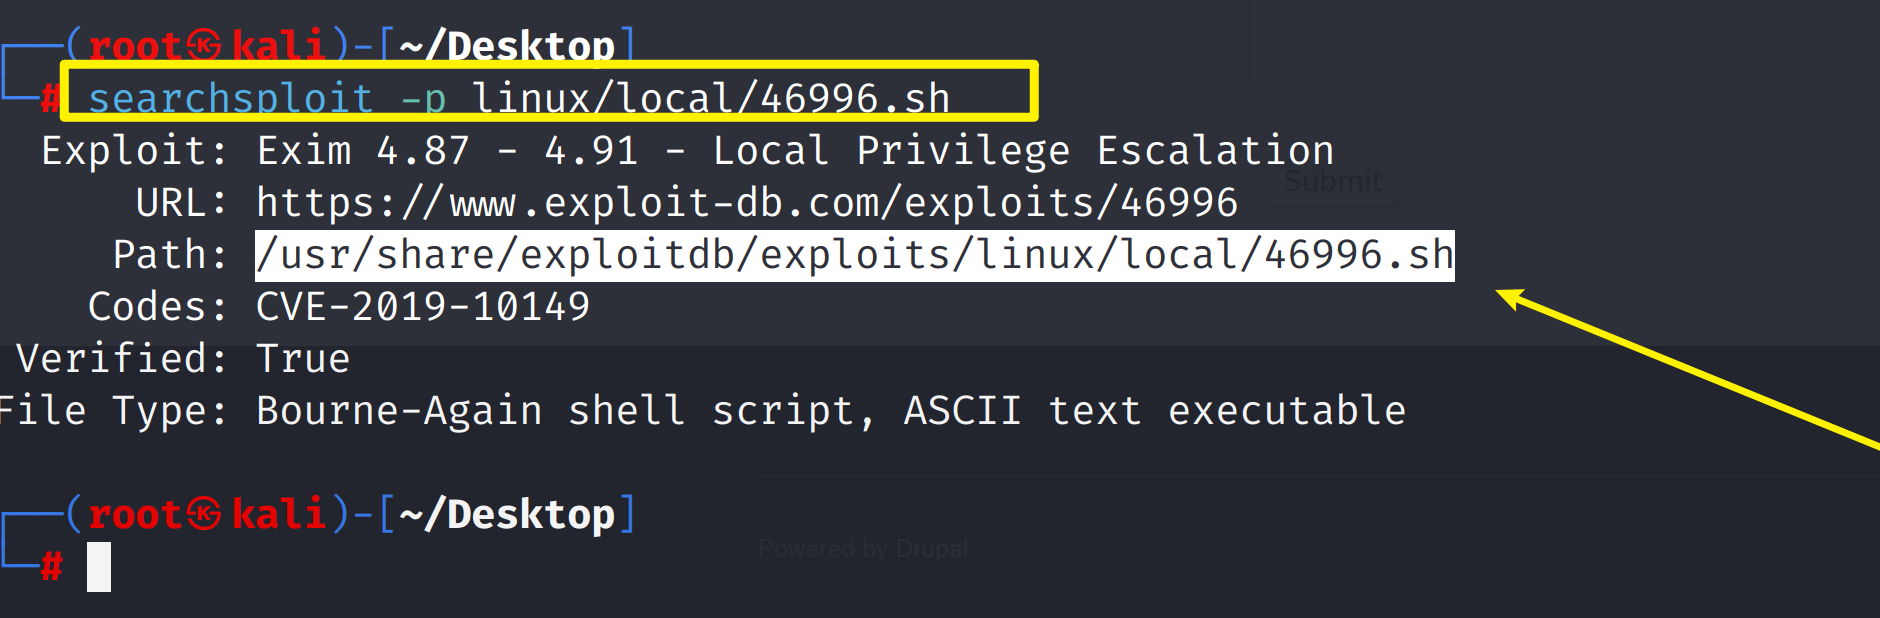 (root㉿kali)-[~/Desktop]
# searchsploit -p linux/local/46996.sh
Exploit: Exim 4.87 - 4.91 - Local Privilege Escalation
URL: https://www.exploit-db.com/exploits/46996
Submit
Path: /usr/share/exploitdb/exploits/linux/local/46996.sh
Codes: CVE-2019-10149
Verified: True
File Type: Bourne-Again shell script, ASCII text executable
(root㉿kali)-[~/Desktop]
Powered by Drupal
#